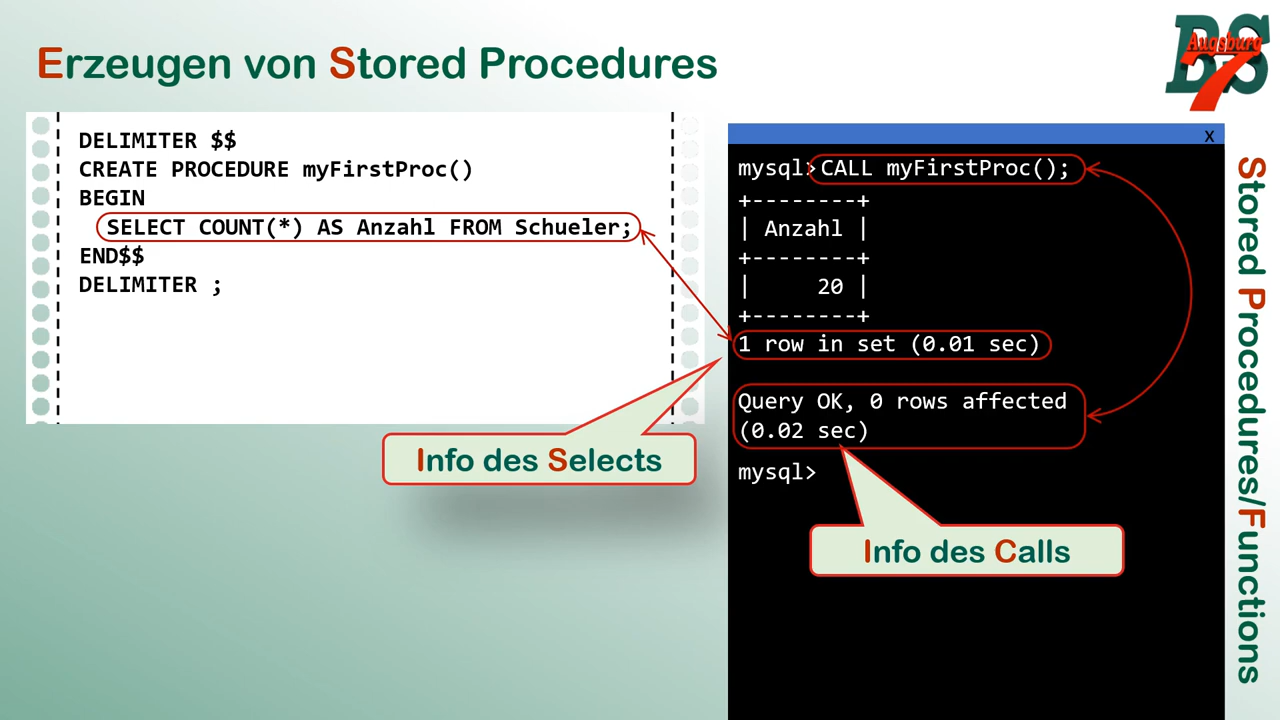 Erzeugen von Stored Procedures
BS
Augsburg
7
DELIMITER $$
CREATE PROCEDURE myFirstProc()
BEGIN
SELECT COUNT(*) AS Anzahl FROM Schueler;
END$$
DELIMITER ;
x
mysql>CALL myFirstProc();
+--------+
| Anzahl |
+--------+
|     20 |
+--------+
1 row in set (0.01 sec)
Query OK, 0 rows affected
(0.02 sec)
mysql>
Info des Selects
Info des Calls
Stored Procedures/Functions